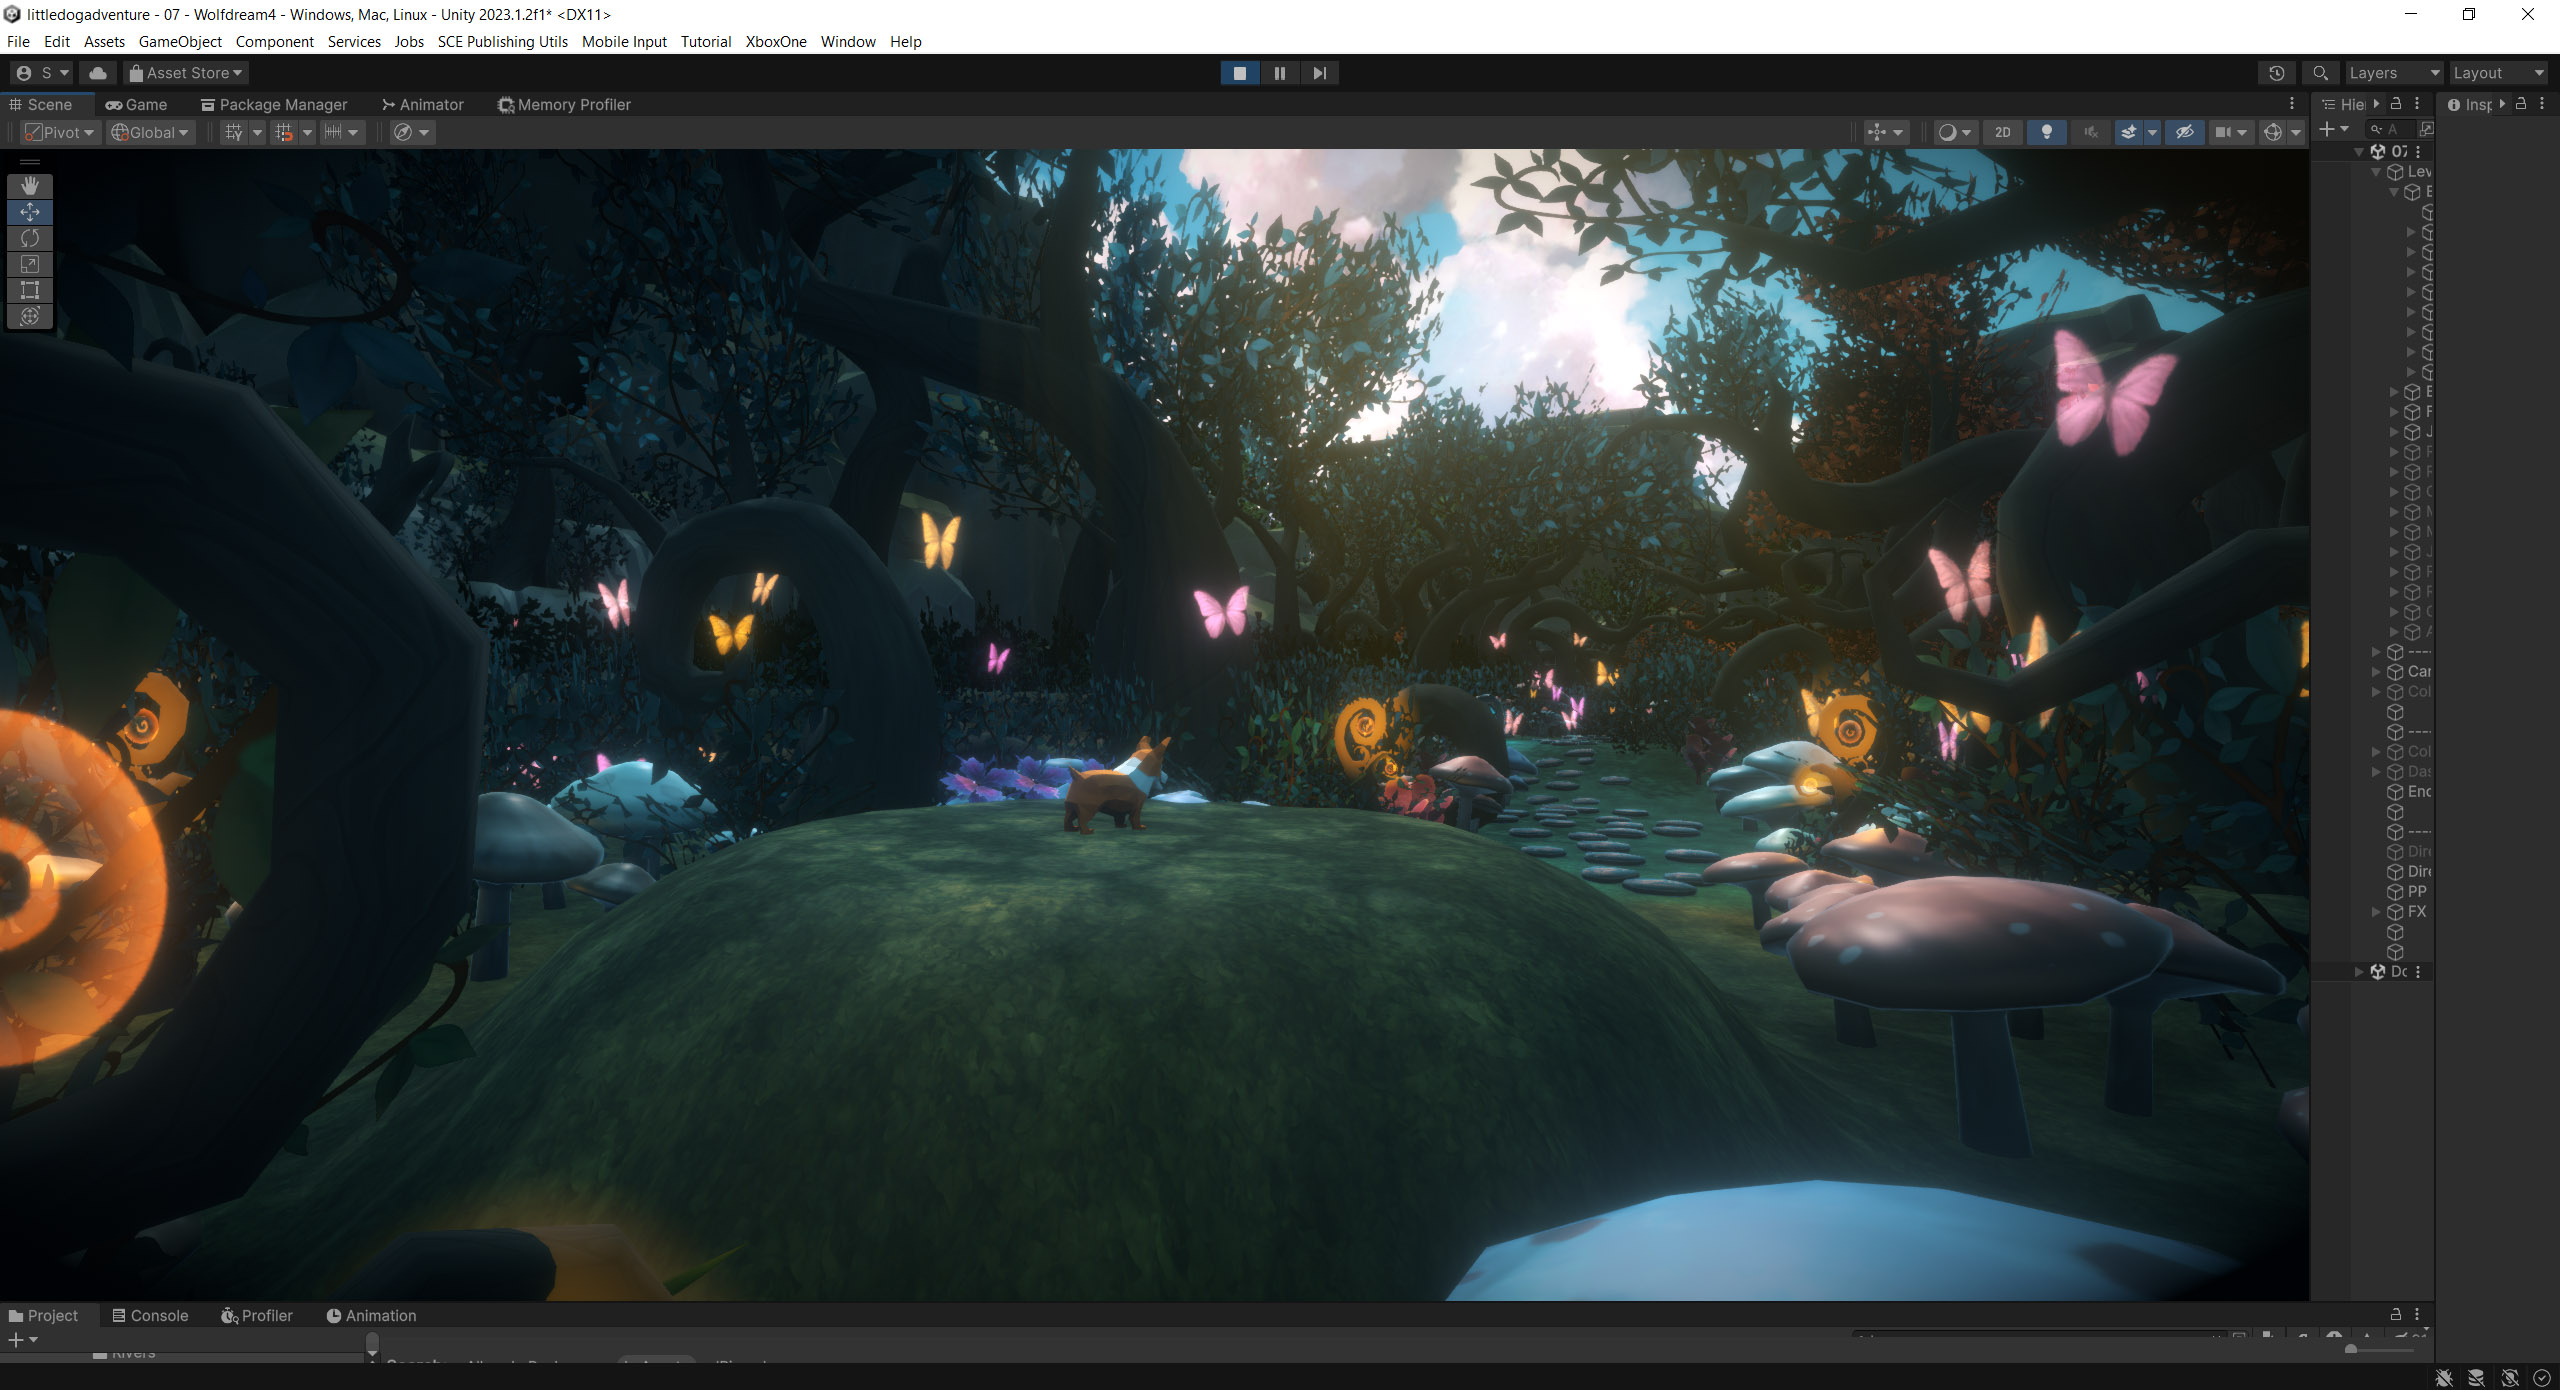 littledogadventure - 07 - Wolfdream4 - Windows, Mac, Linux - Unity 2023.1.2f1* <DX11>
File Edit Assets GameObject Component Services Jobs SCE Publishing Utils Mobile Input Tutorial XboxOne Window Help
S Asset Store Layers Layout
Scene Game Package Manager Animator Memory Profiler Hie Insp
Pivot Global 2D
07
Lev
Car
Col
Col
Das
End
Dire
Dire
PP
FX
Do
Project Console Profiler Animation
Rivers